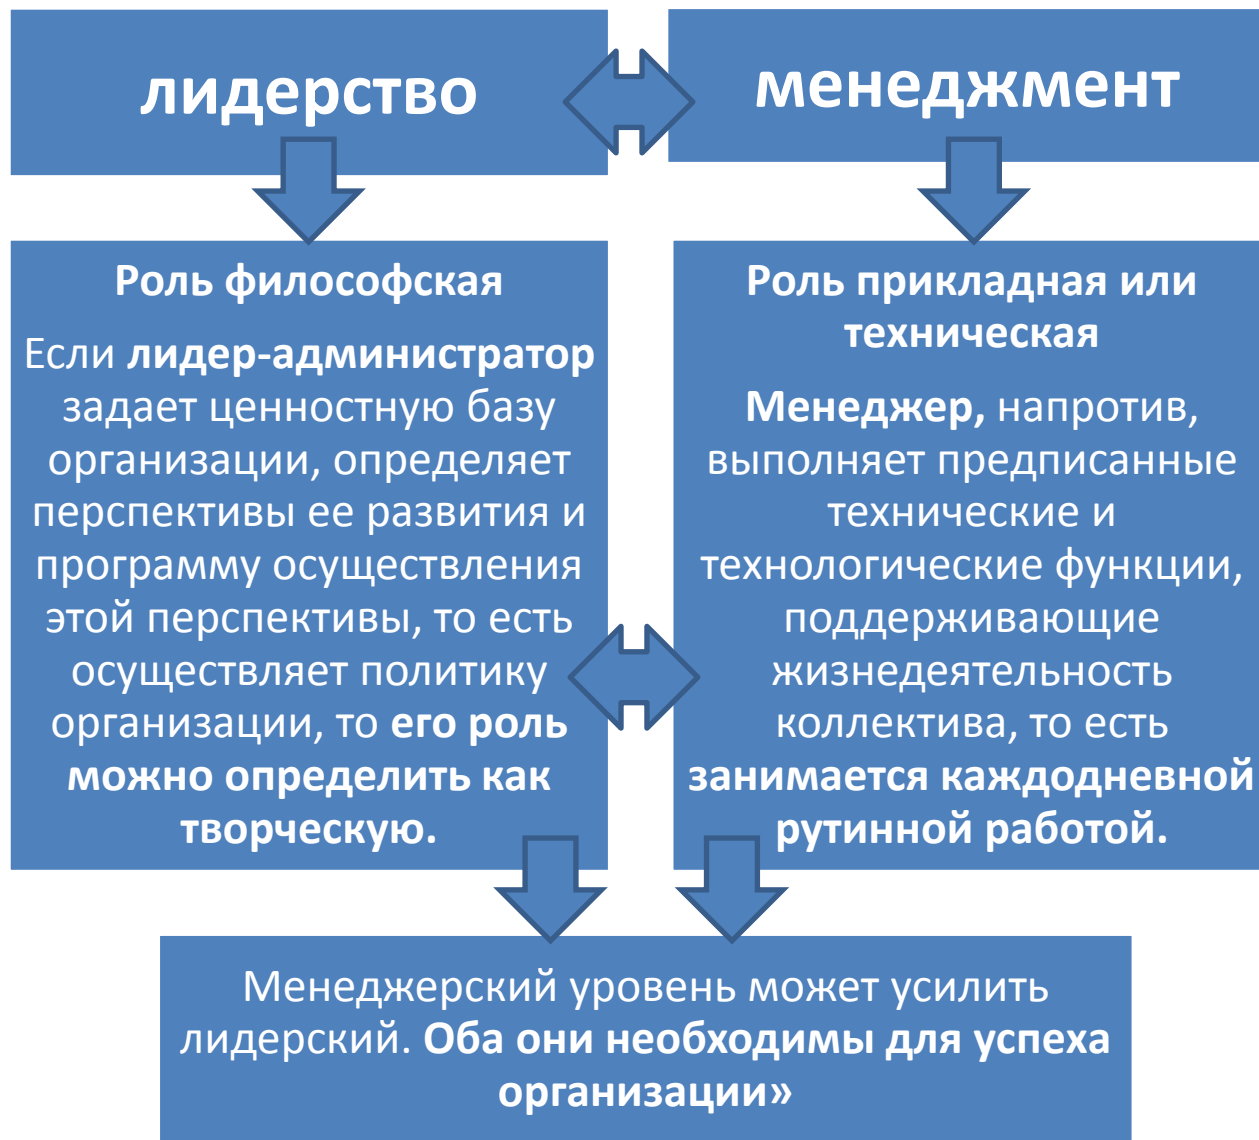 лидерство
менеджмент
Роль философская
Если лидер-администратор
задает ценностную базу
организации, определяет
перспективы ее развития и
программу осуществления
этой перспективы, то есть
осуществляет политику
организации, то его роль
можно определить как
творческую.
Роль прикладная или
техническая
Менеджер, напротив,
выполняет предписанные
технические и
технологические функции,
поддерживающие
жизнедеятельность
коллектива, то есть
занимается каждодневной
рутинной работой.
Менеджерский уровень может усилить
лидерский. Оба они необходимы для успеха
организации»